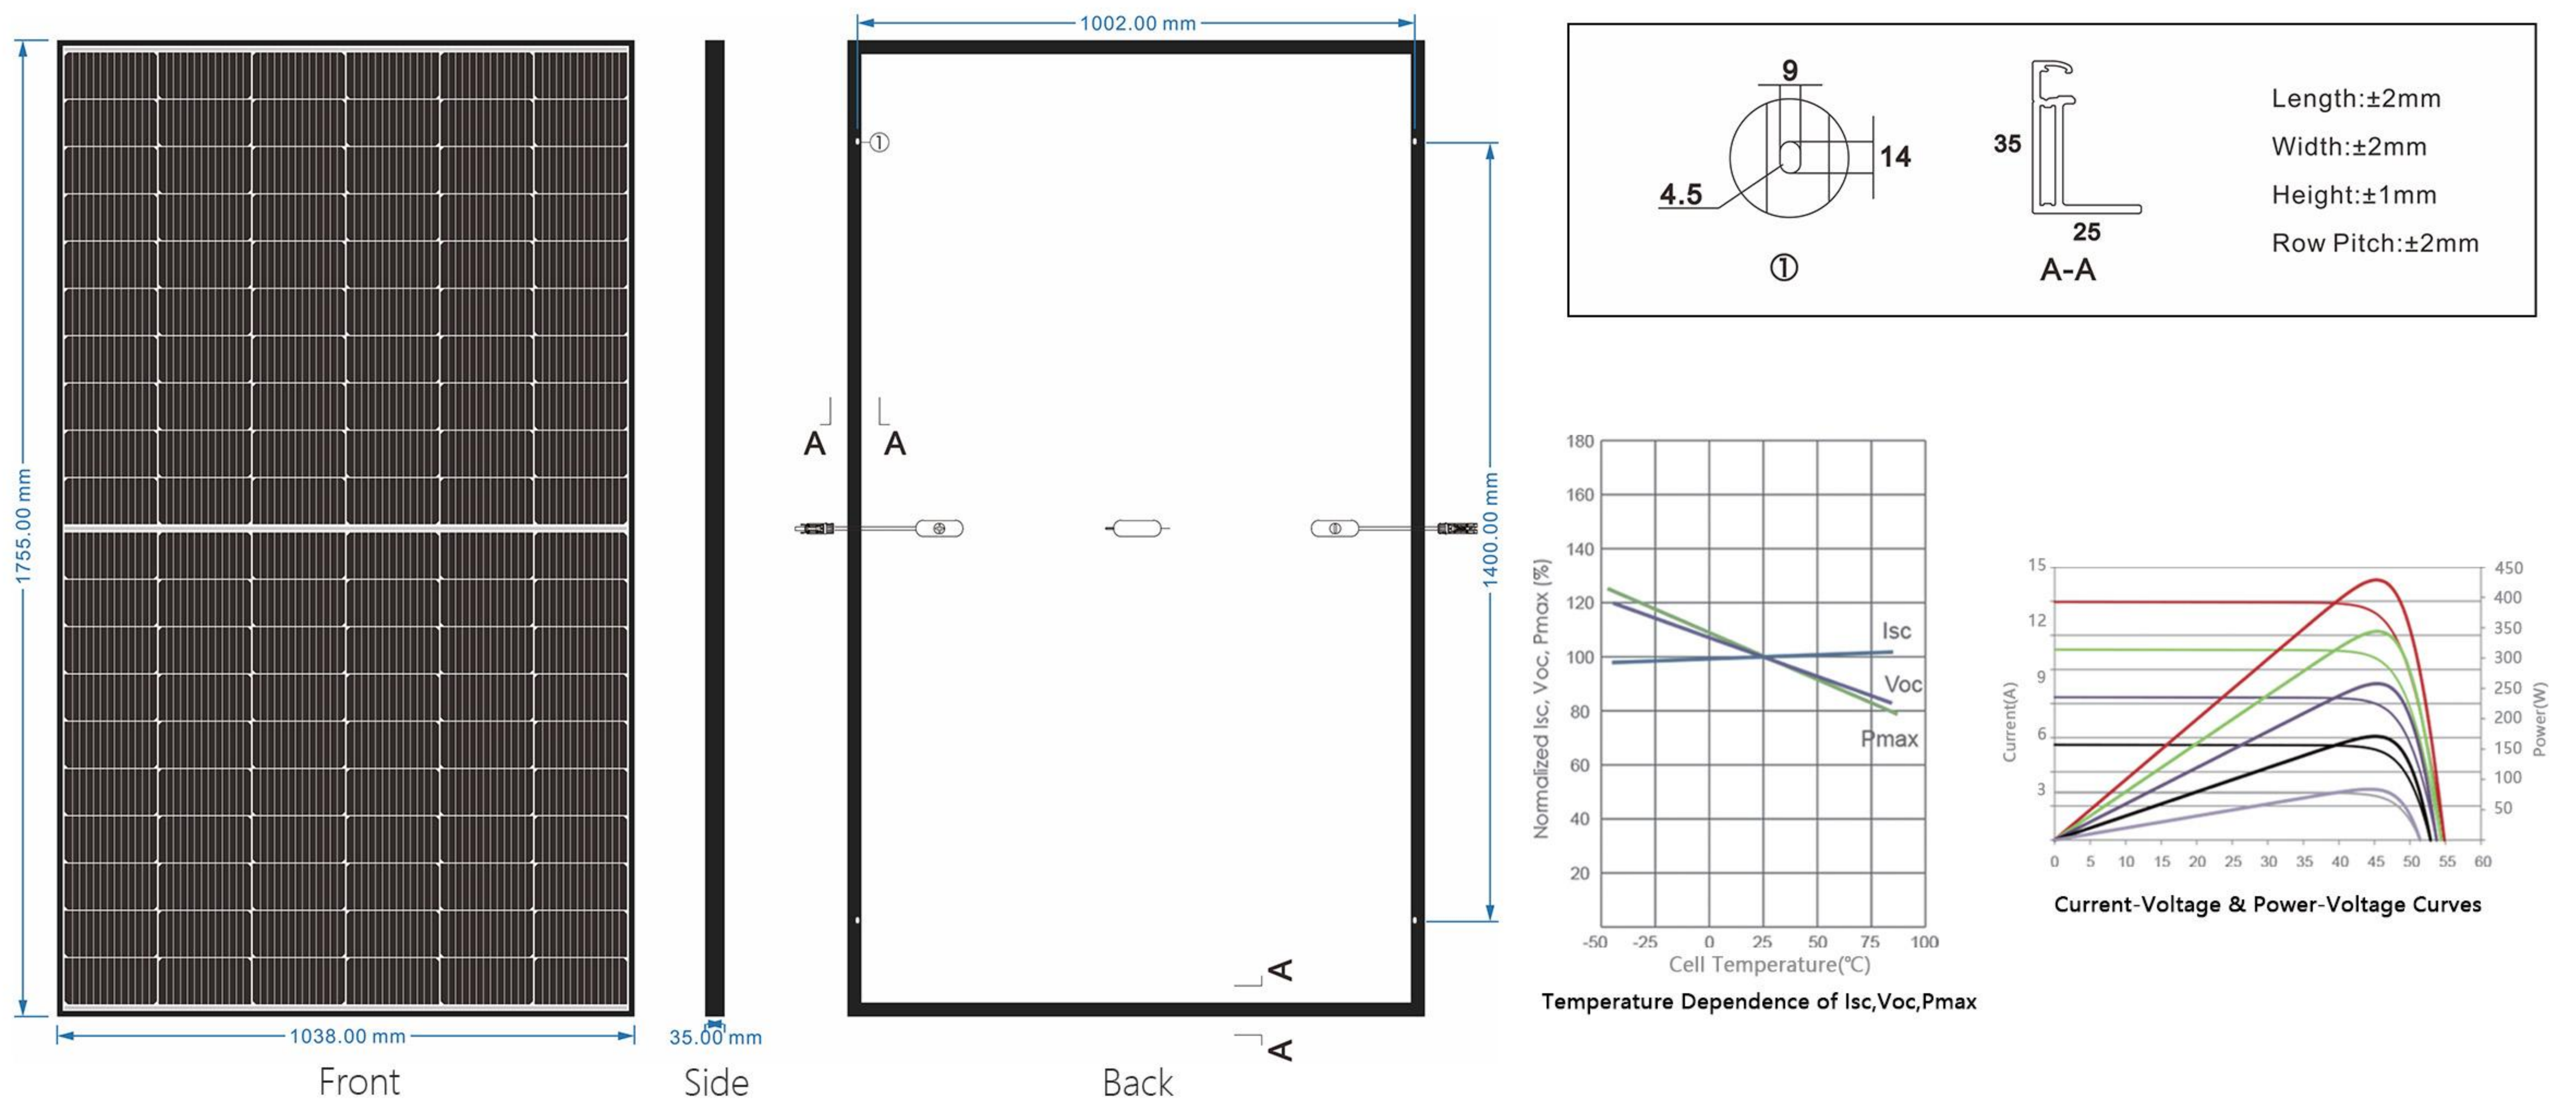 1755.00 mm
1038.00 mm
Front
35.00 mm
Side
1002.00 mm
①
A
A
1400.00 mm
A
A
Back
9
14
4.5
①
35
25
A-A
Length:±2mm
Width:±2mm
Height:±1mm
Row Pitch:±2mm
Normalized Isc, Voc, Pmax (%)
180
160
140
120
100
80
60
40
20
Isc
Voc
Pmax
-50 -25 0 25 50 75 100
Cell Temperature(℃)
Temperature Dependence of Isc,Voc,Pmax
Current(A)
15
12
9
6
3
450
400
350
300
250
200
150
100
50
Power(W)
0 5 10 15 20 25 30 35 40 45 50 55 60
Current-Voltage & Power-Voltage Curves